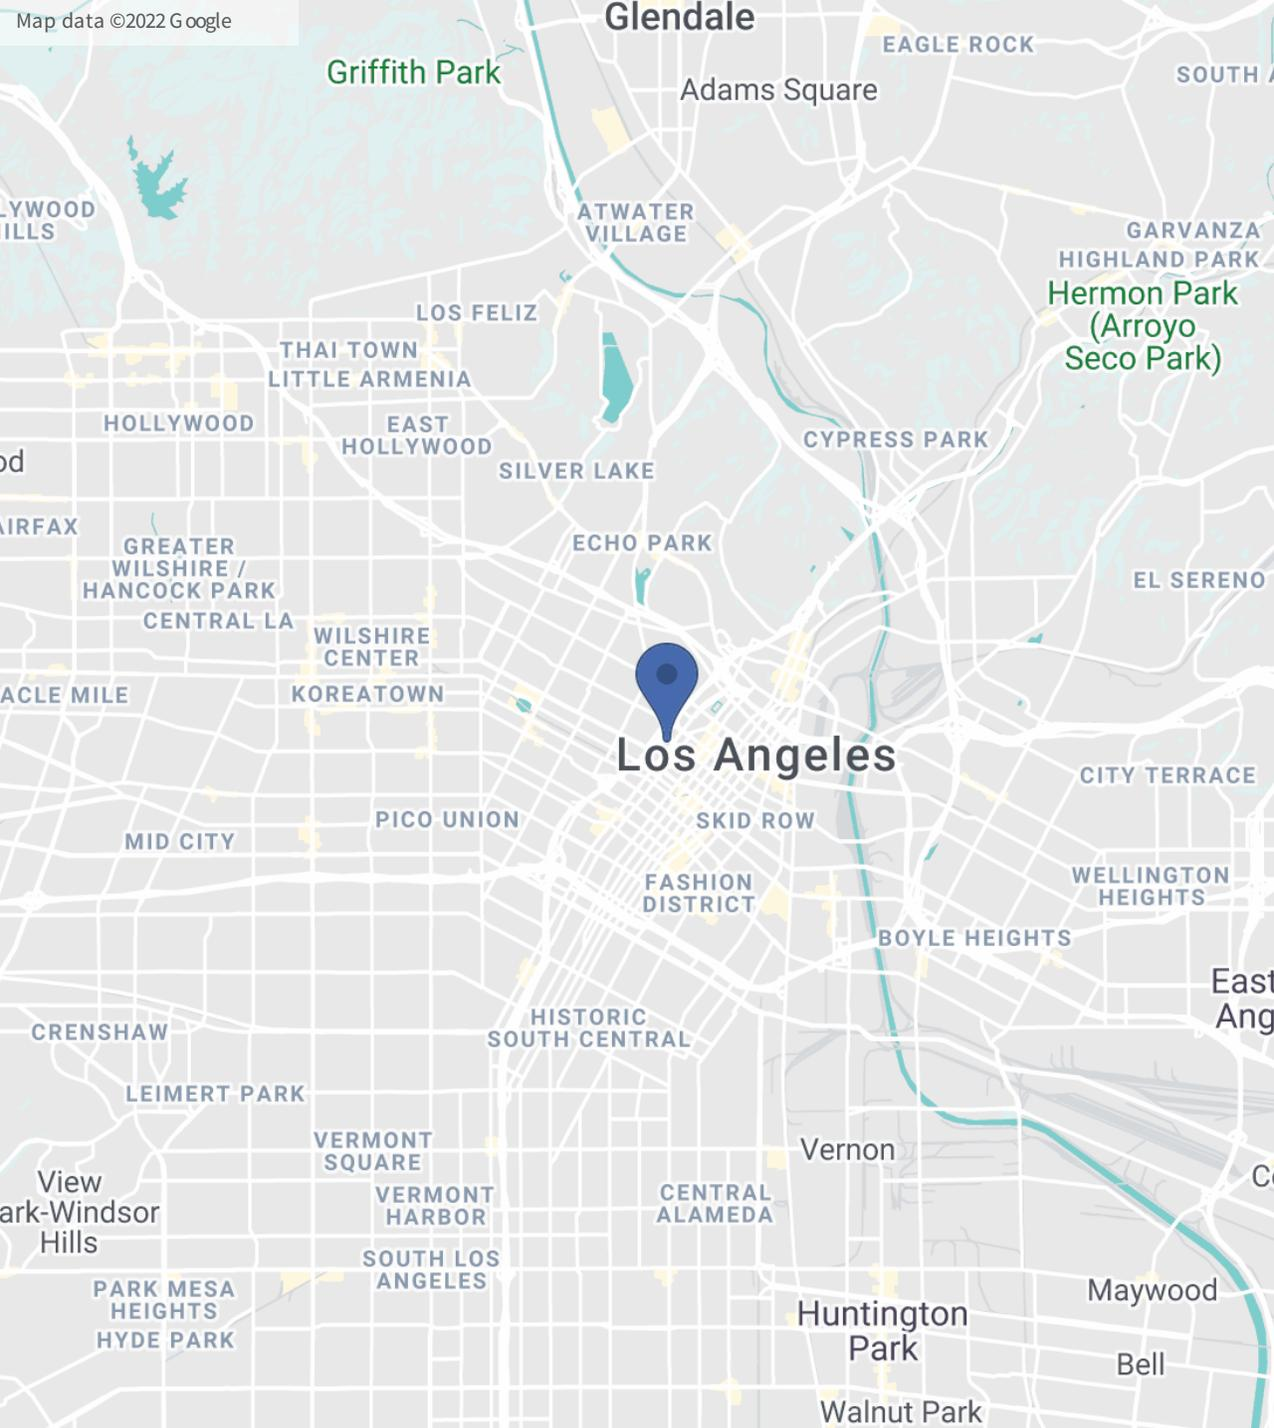 Map data ©2022 Google
Glendale
EAGLE ROCK
Griffith Park
SOUTH
Adams Square
LYWOOD
ILLS
ATWATER
VILLAGE
GARVANZA
HIGHLAND PARK
Hermon Park
(Arroyo
Seco Park)
LOS FELIZ
THAI TOWN
LITTLE ARMENIA
HOLLYWOOD
EAST
HOLLYWOOD
CYPRESS PARK
od
SILVER LAKE
AIRFAX
ECHO PARK
GREATER
WILSHIRE /
HANCOCK PARK
EL SERENO
CENTRAL LA
WILSHIRE
CENTER
ACLE MILE
KOREATOWN
Los Angeles
CITY TERRACE
PICO UNION
SKID ROW
MID CITY
FASHION
DISTRICT
WELLINGTON
HEIGHTS
BOYLE HEIGHTS
East
Ang
HISTORIC
SOUTH CENTRAL
CRENSHAW
LEIMERT PARK
VERMONT
SQUARE
Vernon
View
ark-Windsor
Hills
VERMONT
HARBOR
CENTRAL
ALAMEDA
Co
SOUTH LOS
ANGELES
PARK MESA
HEIGHTS
Maywood
HYDE PARK
Huntington
Park
Bell
Walnut Park